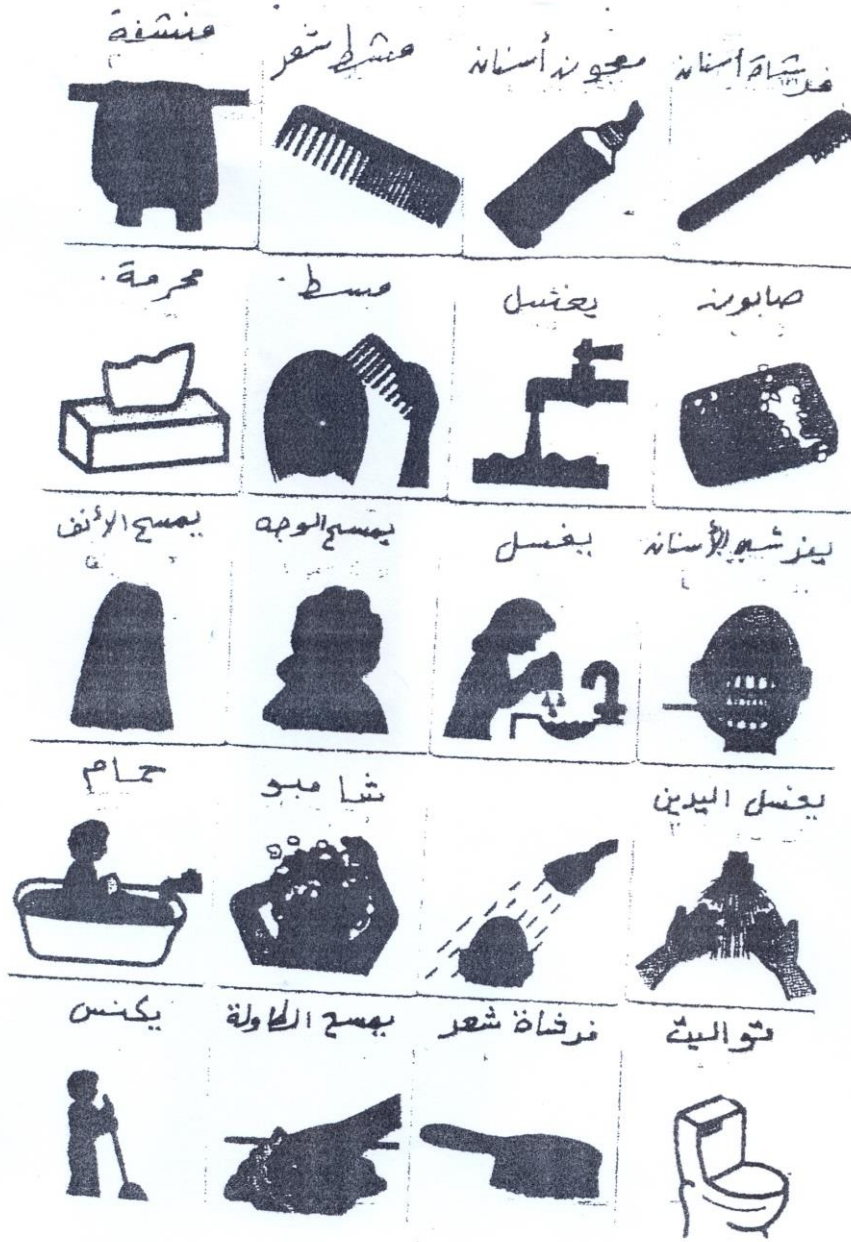 فرشاة أسنان معجون أسنان مشط شعر منشفة
صابون يغتسل مسط محرمة
يفرشي الأسنان يغسل يمسح الوجه يمسح الأنف
يغسل اليدين شامبو حمام
تواليت فرشاة شعر يمسح الطاولة يكنس